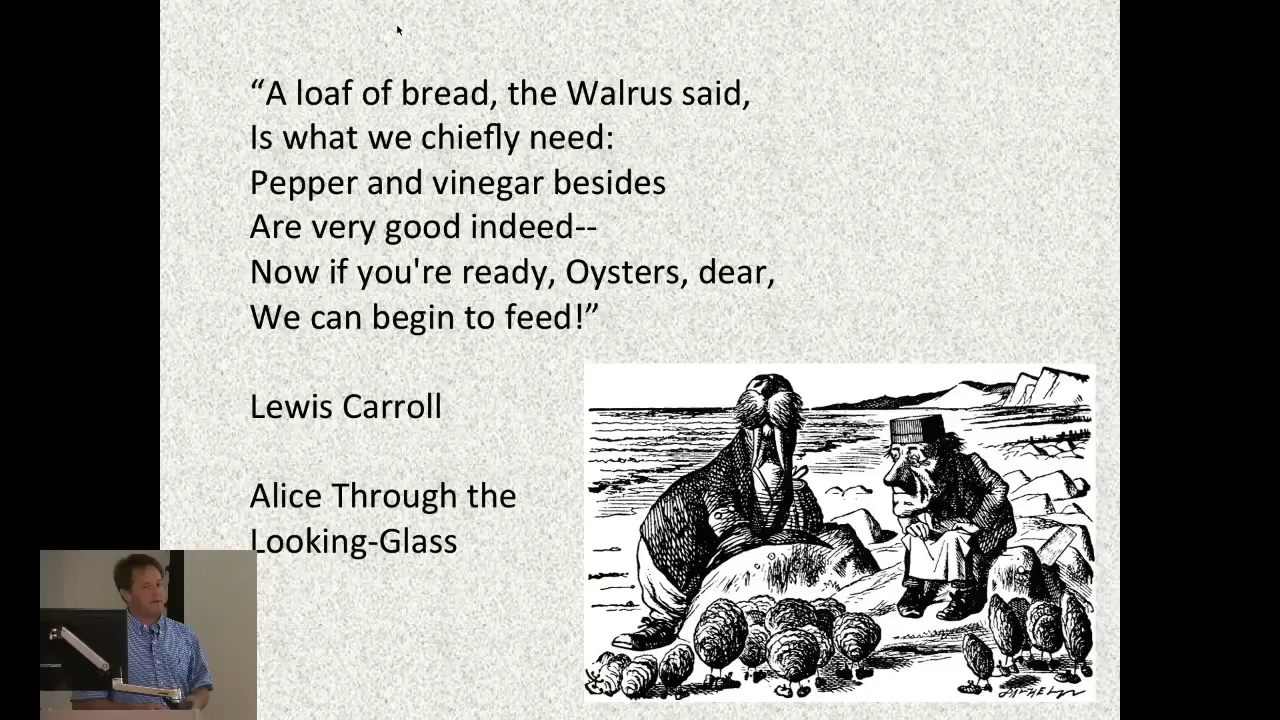 “A loaf of bread, the Walrus said,
Is what we chiefly need:
Pepper and vinegar besides
Are very good indeed--
Now if you're ready, Oysters, dear,
We can begin to feed!”
Lewis Carroll
Alice Through the
Looking-Glass